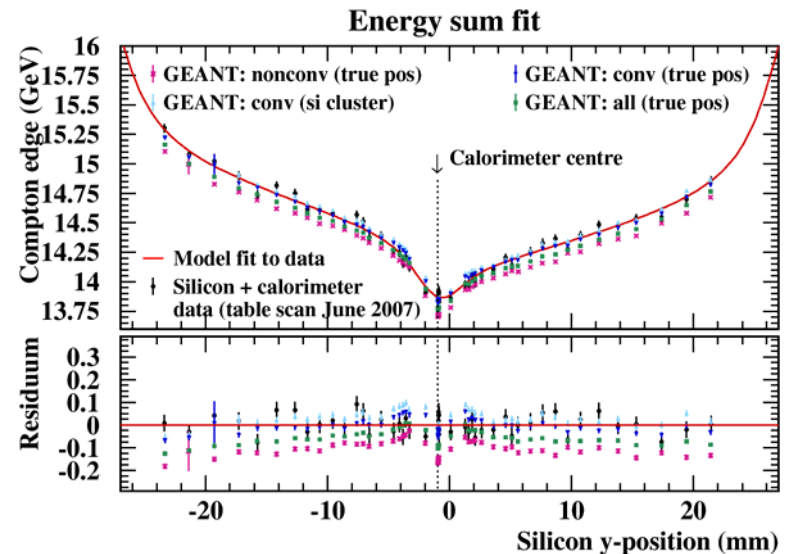 Energy sum fit
Compton edge (GeV)
16
15.75
15.5
15.25
15
14.75
14.5
14.25
14
13.75
GEANT: nonconv (true pos)
GEANT: conv (true pos)
GEANT: conv (si cluster)
GEANT: all (true pos)
↓ Calorimeter centre
Model fit to data
Silicon + calorimeter
data (table scan June 2007)
Residuum
0.3
0.2
0.1
0
-0.1
-0.2
-20 -10 0 10 20
Silicon y-position (mm)